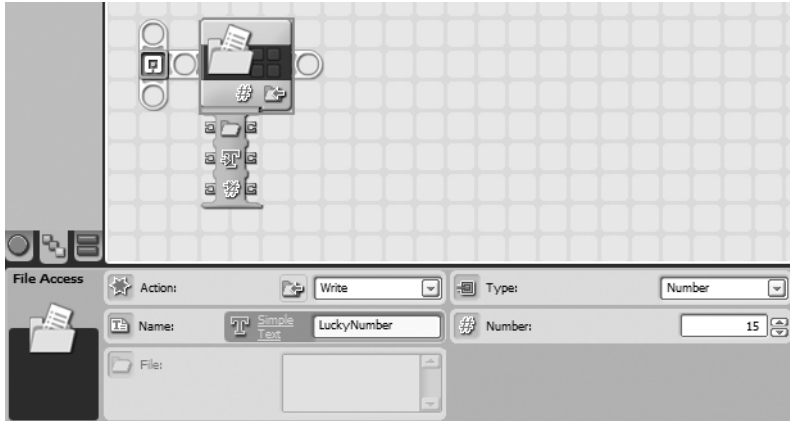 File Access
Action:
Write
Type:
Number
Name:
Simple
Text
LuckyNumber
Number:
15
File: